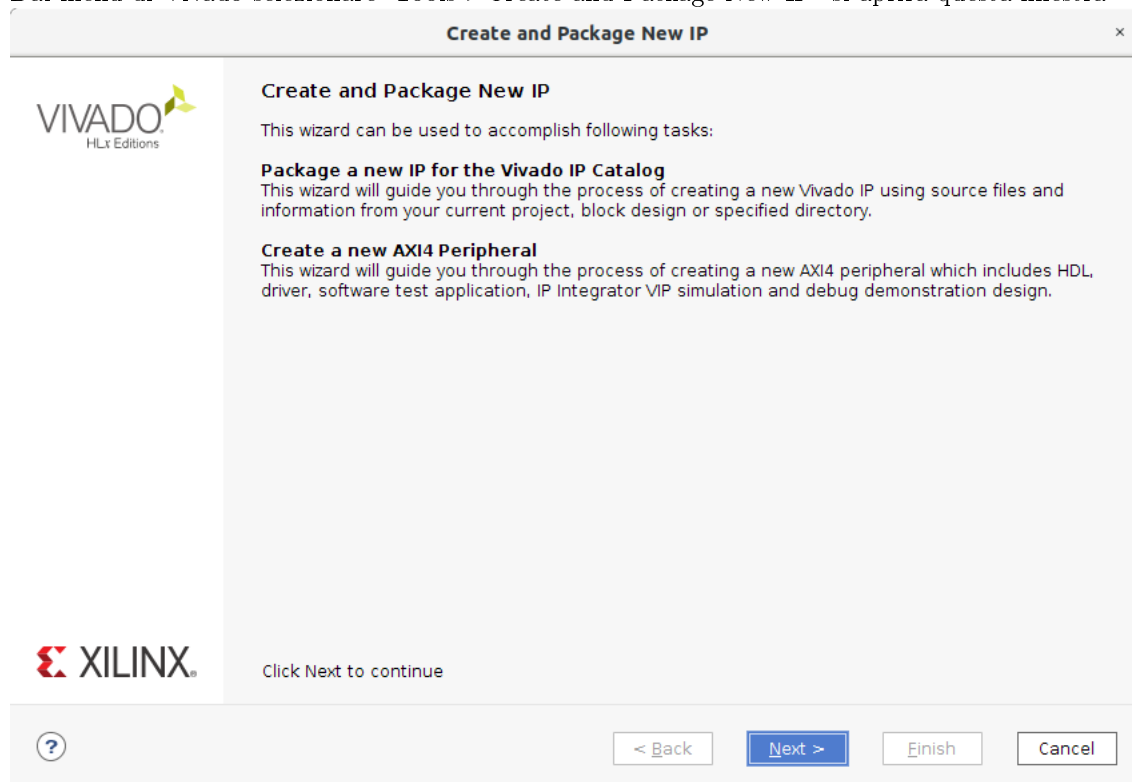 Create and Package New IP
×
VIVADO
HLx Editions
Create and Package New IP
This wizard can be used to accomplish following tasks:
Package a new IP for the Vivado IP Catalog
This wizard will guide you through the process of creating a new Vivado IP using source files and
information from your current project, block design or specified directory.
Create a new AXI4 Peripheral
This wizard will guide you through the process of creating a new AXI4 peripheral which includes HDL,
driver, software test application, IP Integrator VIP simulation and debug demonstration design.
XILINX®
Click Next to continue
?
< Back
Next >
Finish
Cancel